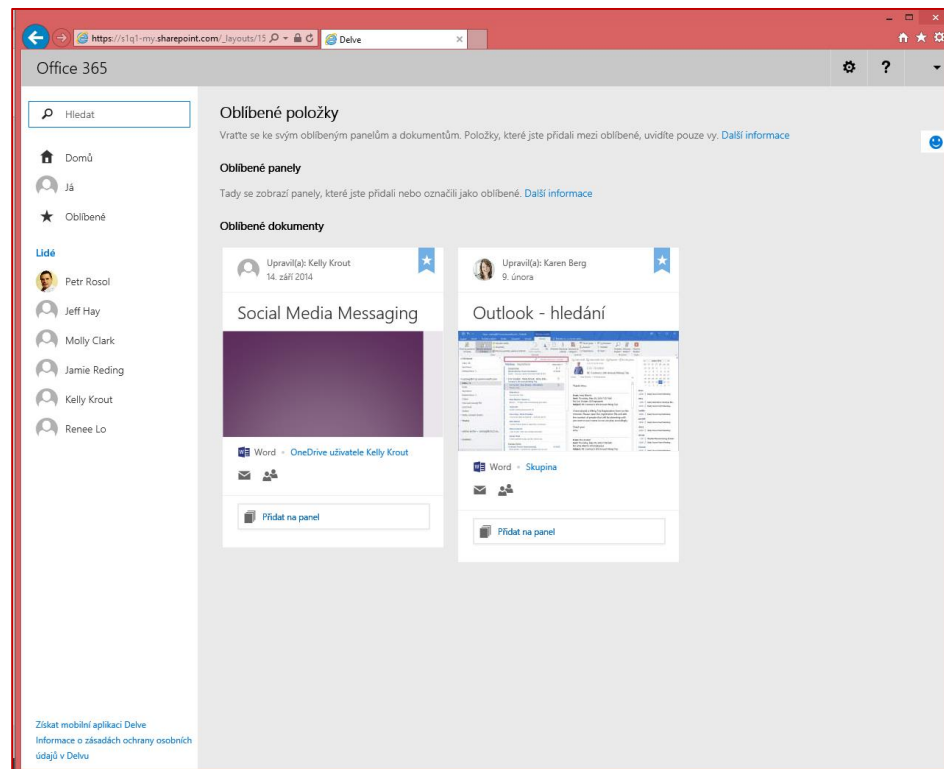 https://s1q1-my.sharepoint.com/_layouts/15
Delve
Office 365
Hledat
Domů
Já
Oblíbené
Lidé
Petr Rosol
Jeff Hay
Molly Clark
Jamie Reding
Kelly Krout
Renee Lo
Získat mobilní aplikaci Delve
Informace o zásadách ochrany osobních
údajů v Delvu
Oblíbené položky
Vraťte se ke svým oblíbeným panelům a dokumentům. Položky, které jste přidali mezi oblíbené, uvidíte pouze vy. Další informace
Oblíbené panely
Tady se zobrazí panely, které jste přidali nebo označili jako oblíbené. Další informace
Oblíbené dokumenty
Upravil(a): Kelly Krout
14. září 2014
Social Media Messaging
Word - OneDrive uživatele Kelly Krout
Přidat na panel
Upravil(a): Karen Berg
9. února
Outlook - hledání
Word - Skupina
Přidat na panel